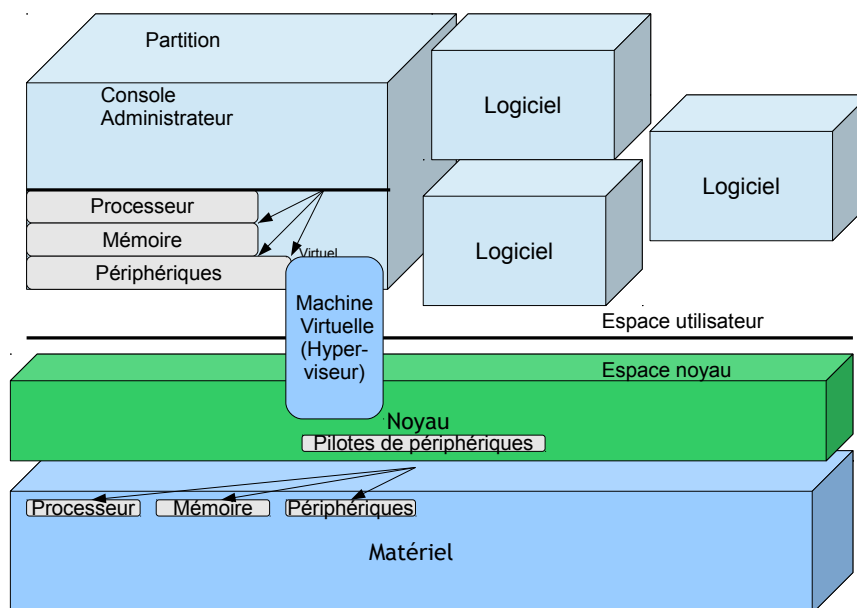 Partition
Console
Administrateur
Processeur
Mémoire
Périphériques
Virtuel
Logiciel
Logiciel
Logiciel
Machine
Virtuelle
(Hyper-
viseur)
Espace utilisateur
Espace noyau
Noyau
Pilotes de périphériques
Processeur
Mémoire
Périphériques
Matériel